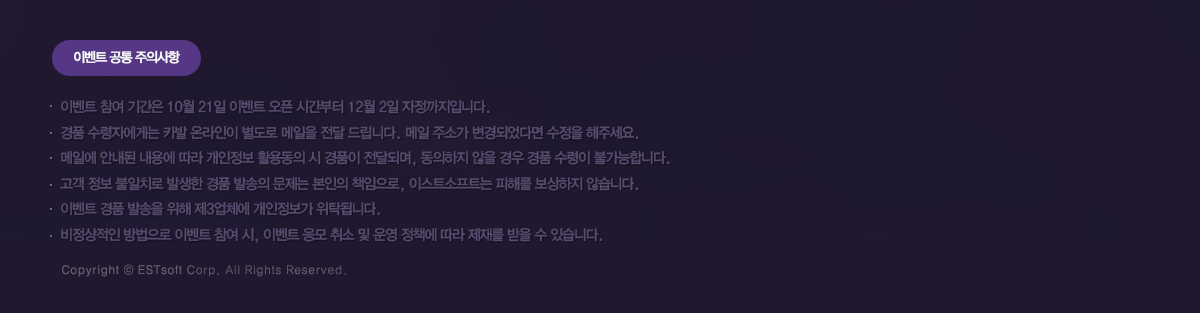 이벤트 공통 주의사항
· 이벤트 참여 기간은 10월 21일 이벤트 오픈 시간부터 12월 2일 자정까지입니다.
· 경품 수령자에게는 카발 온라인이 별도로 메일을 전달 드립니다. 메일 주소가 변경되었다면 수정을 해주세요.
· 메일에 안내된 내용에 따라 개인정보 활용동의 시 경품이 전달되며, 동의하지 않을 경우 경품 수령이 불가능합니다.
· 고객 정보 불일치로 발생한 경품 발송의 문제는 본인의 책임으로, 이스트소프트는 피해를 보상하지 않습니다.
· 이벤트 경품 발송을 위해 제3업체에 개인정보가 위탁됩니다.
· 비정상적인 방법으로 이벤트 참여 시, 이벤트 응모 취소 및 운영 정책에 따라 제재를 받을 수 있습니다.
Copyright © ESTsoft Corp. All Rights Reserved.